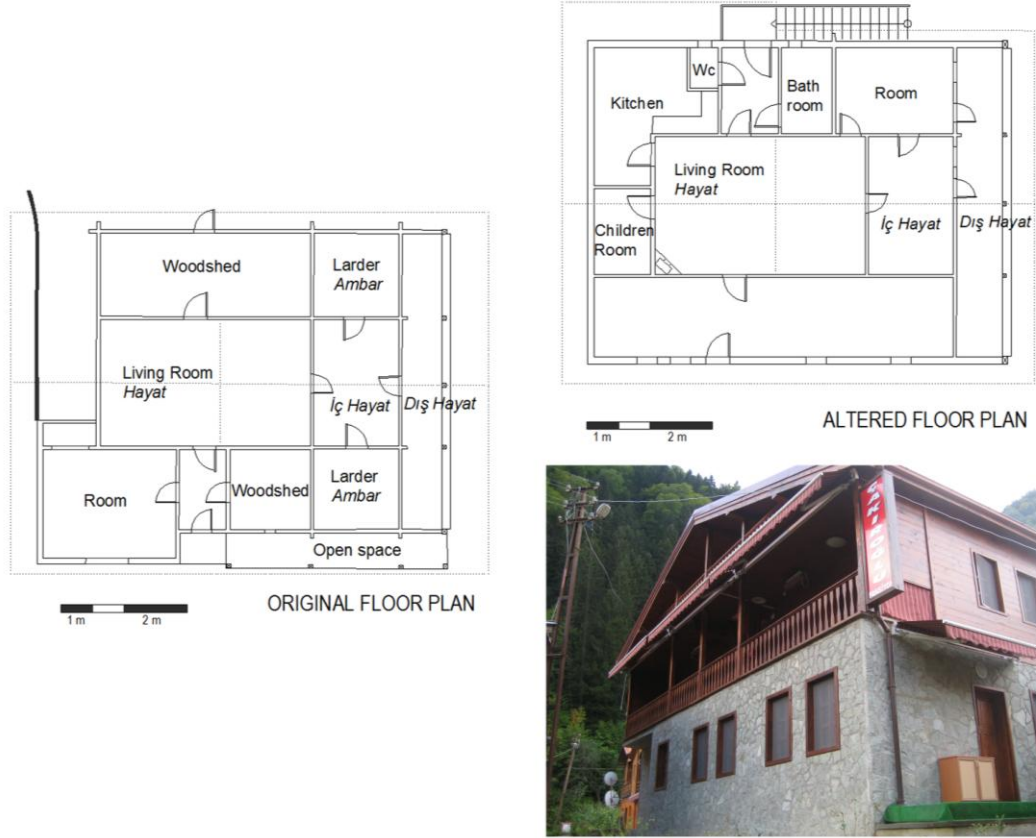 Woodshed
Larder
Ambar
Living Room
Hayat
İç Hayat
Dış Hayat
Room
Woodshed
Larder
Ambar
Open space
1 m
2 m
ORIGINAL FLOOR PLAN
Wc
Kitchen
Bath
room
Room
Living Room
Hayat
Children
Room
İç Hayat
Dış Hayat
1 m
2 m
ALTERED FLOOR PLAN